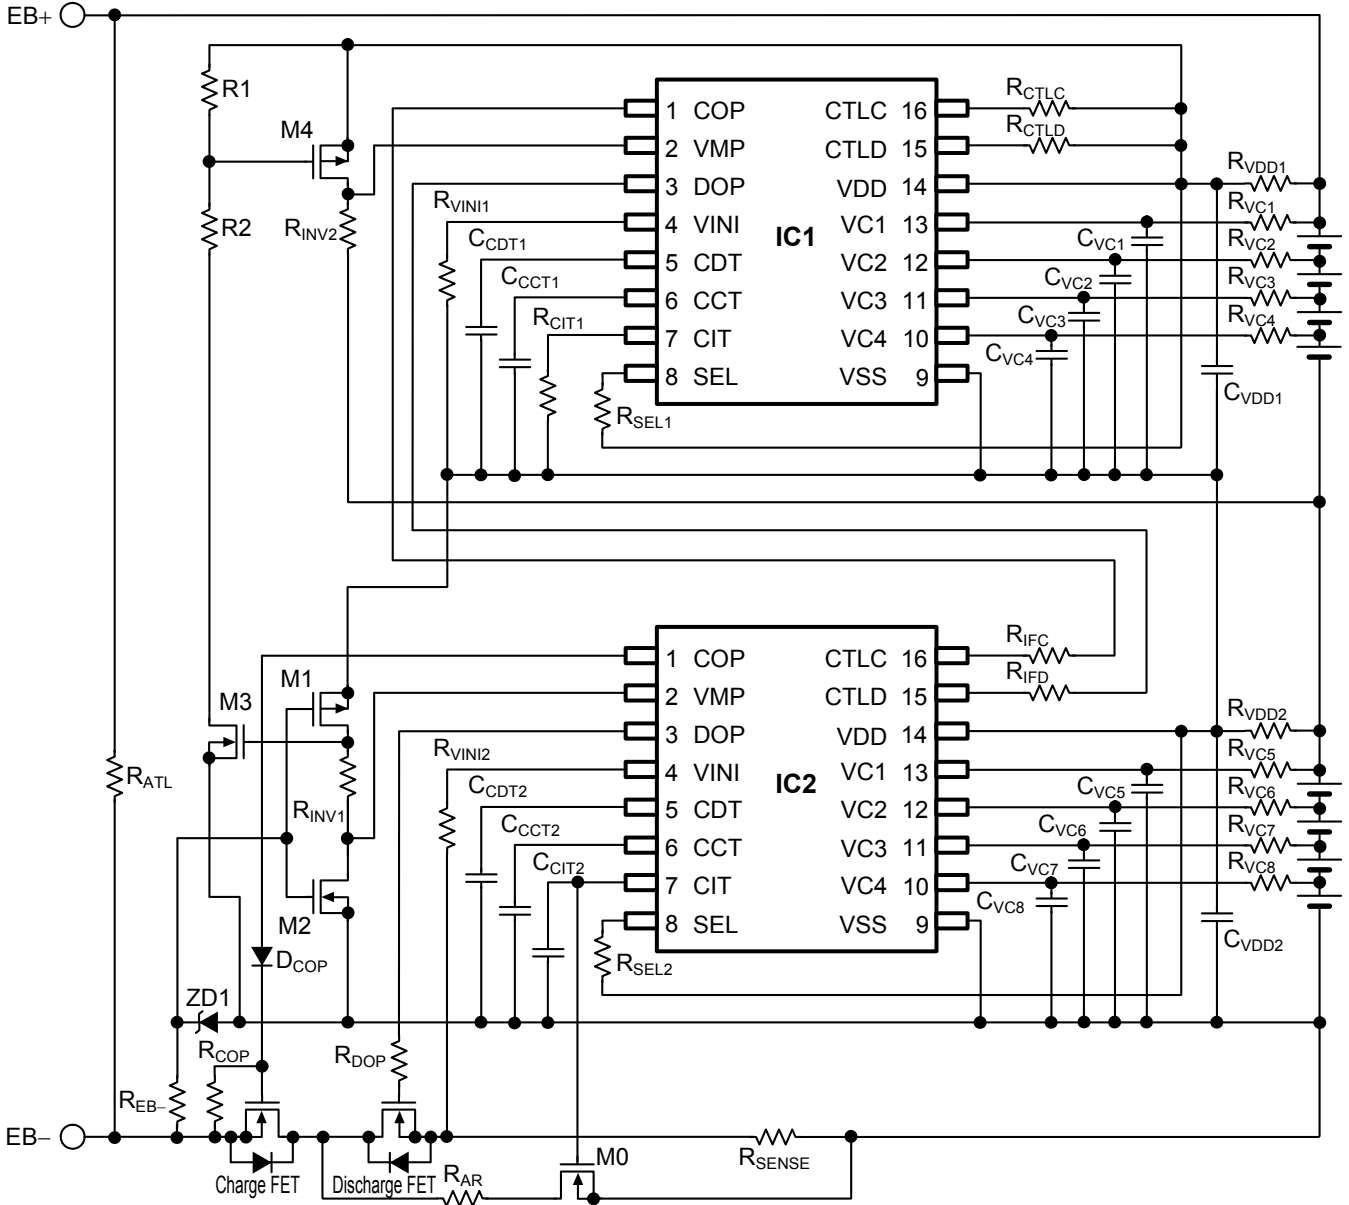 EB+
R1
M4
R2
RINV2
1 COP CTLC 16
2 VMP CTLD 15
3 DOP VDD 14
4 VINI VC1 13
5 CDT VC2 12
6 CCT VC3 11
7 CIT VC4 10
8 SEL VSS 9
IC1
RCTLC
RCTLD
RVINI1
CCDT1
CCCT1
RCIT1
RSEL1
CVC1
CVC2
CVC3
CVC4
RVDD1
RVC1
RVC2
RVC3
RVC4
CVDD1
RIFC
RIFD
1 COP CTLC 16
2 VMP CTLD 15
3 DOP VDD 14
4 VINI VC1 13
5 CDT VC2 12
6 CCT VC3 11
7 CIT VC4 10
8 SEL VSS 9
IC2
M1
M3
RATL
RINV1
M2
DCOP
RVINI2
CCDT2
CCCT2
CCIT2
RSEL2
CVC5
CVC6
CVC7
CVC8
RVDD2
RVC5
RVC6
RVC7
RVC8
CVDD2
ZD1
RCOP
RDOP
REB−
EB−
Charge FET
Discharge FET
RAR
M0
RSENSE